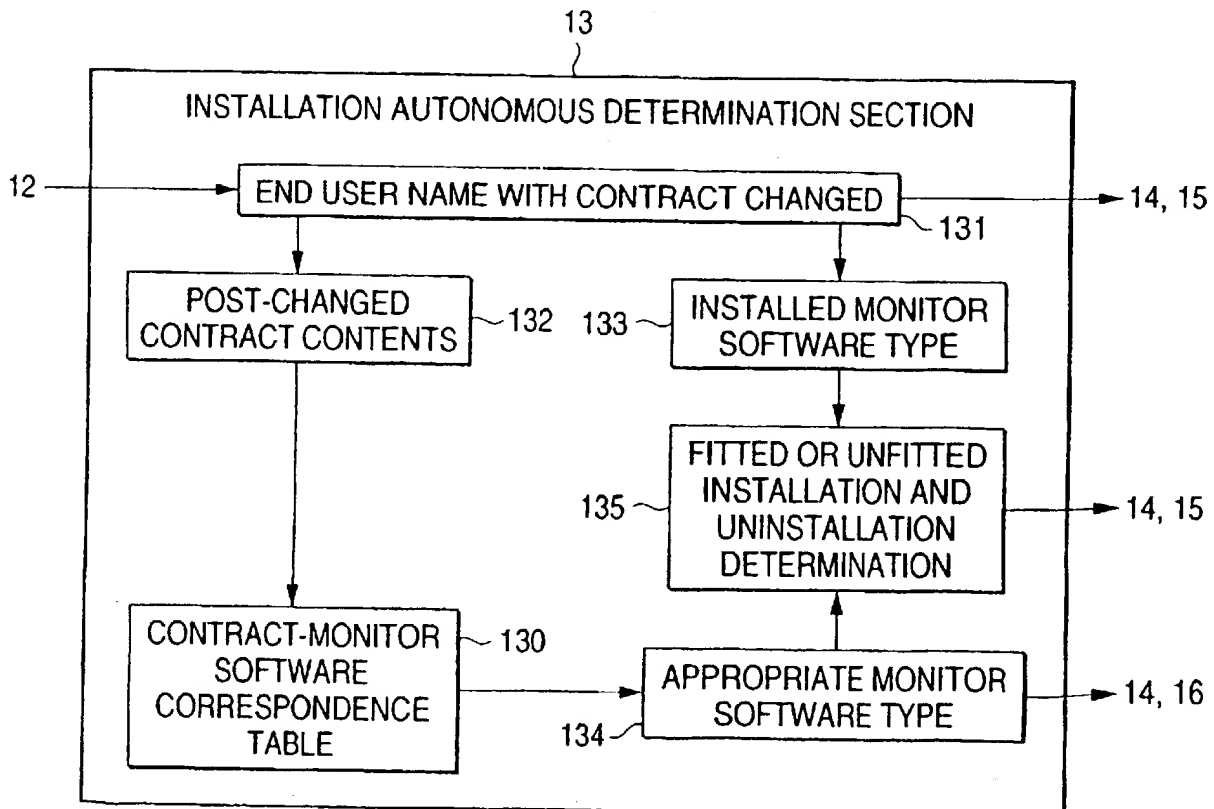 13
INSTALLATION AUTONOMOUS DETERMINATION SECTION
12
END USER NAME WITH CONTRACT CHANGED
14, 15
131
POST-CHANGED
CONTRACT CONTENTS
132
133
INSTALLED MONITOR
SOFTWARE TYPE
FITTED OR UNFITTED
INSTALLATION AND
UNINSTALLATION
DETERMINATION
135
14, 15
CONTRACT-MONITOR
SOFTWARE
CORRESPONDENCE
TABLE
130
APPROPRIATE MONITOR
SOFTWARE TYPE
134
14, 16